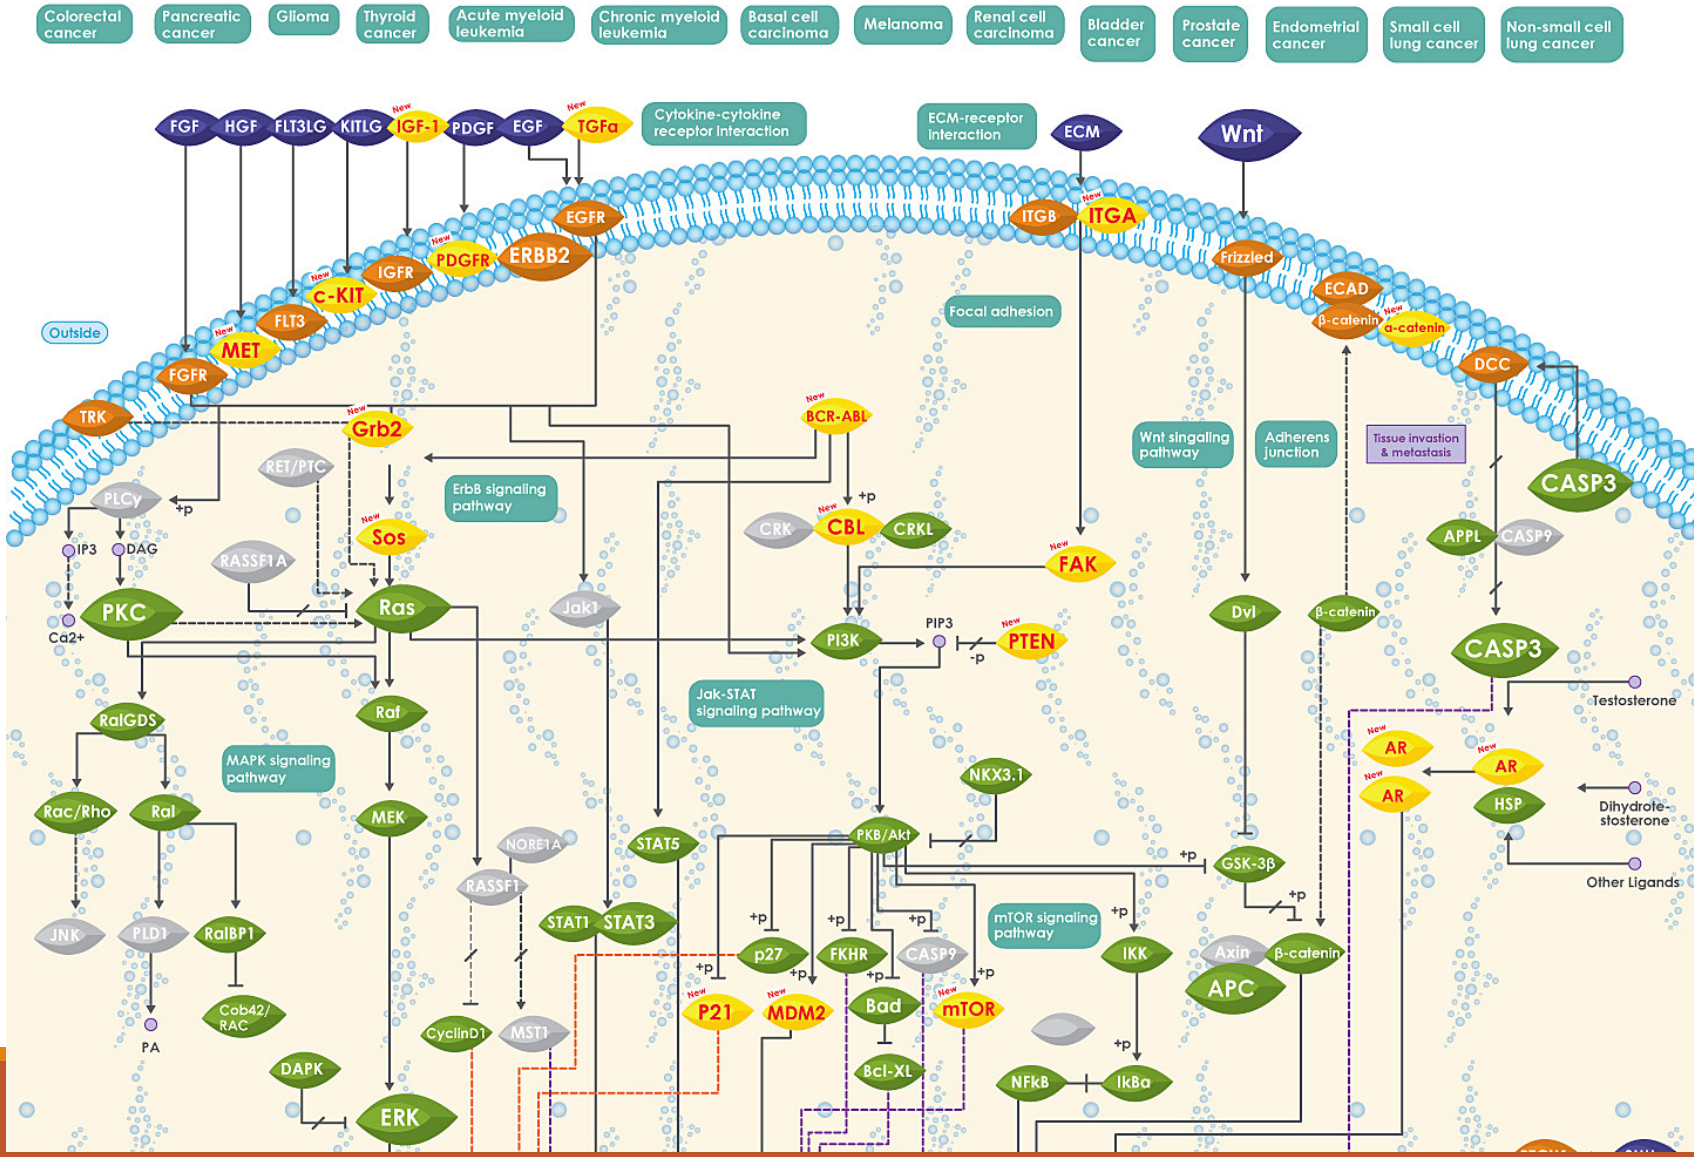 Colorectal
cancer
Pancreatic
cancer
Glioma
Thyroid
cancer
Acute myeloid
leukemia
Chronic myeloid
leukemia
Basal cell
carcinoma
Melanoma
Renal cell
carcinoma
Bladder
cancer
Prostate
cancer
Endometrial
cancer
Small cell
lung cancer
Non-small cell
lung cancer
FGF
HGF
FLT3LG
KITLG
New
IGF-1
PDGF
EGF
New
TGFa
Cytokine-cytokine
receptor interaction
ECM-receptor
interaction
ECM
Wnt
EGFR
ITGB
New
ITGA
New
PDGFR
ERBB2
IGFR
Frizzled
New
c-KIT
ECAD
Focal adhesion
FLT3
β-catenin
New
a-catenin
Outside
New
MET
FGFR
DCC
TRK
New
Grb2
New
BCR-ABL
Wnt singaling
pathway
Adherens
junction
Tissue invastion
& metastasis
RET/PTC
CASP3
PLCy
+p
ErbB signaling
pathway
+p
New
Sos
CRK
New
CBL
CRKL
APPL
CASP9
IP3
DAG
RASSF1A
New
FAK
PKC
Ras
Jak1
Dvl
β-catenin
Ca2+
PI3K
PIP3
New
PTEN
-p
CASP3
Jak-STAT
signaling pathway
Testosterone
RalGDS
Raf
MAPK signaling
pathway
New
AR
New
AR
NKX3.1
New
AR
HSP
Dihydrote-
stosterone
Rac/Rho
Ral
MEK
NORE1A
STAT5
PKB/Akt
+p
GSK-3β
Other Ligands
RASSF1
+p
JNK
PLD1
RalBP1
STAT1
STAT3
+p
+p
+p
mTOR signaling
pathway
+p
p27
FKHR
CASP9
IKK
Axin
β-catenin
+p
+p
+p
+p
APC
Cob42/
RAC
New
P21
New
MDM2
Bad
New
mTOR
PA
CyclinD1
MST1
+p
DAPK
Bcl-XL
NFkB
IkBa
ERK